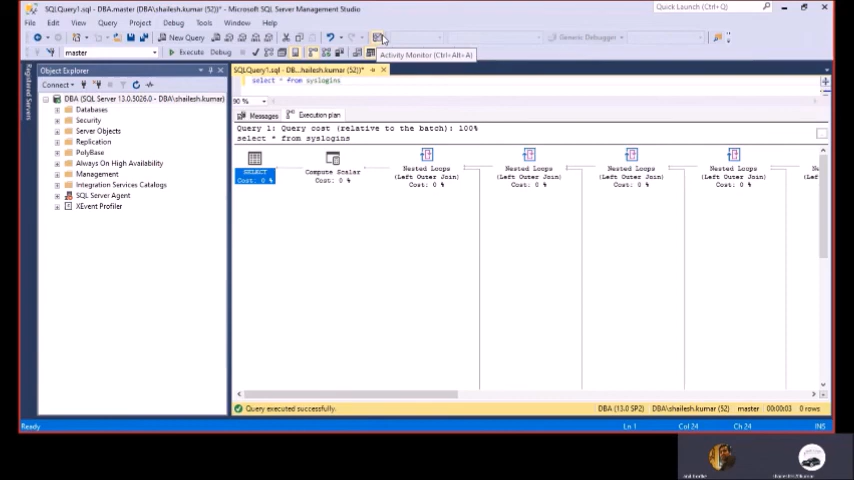 SQLQuery1.sql - DBA.master (DBA\shailesh.kumar (52))* - Microsoft SQL Server Management Studio
Quick Launch (Ctrl+Q)
File Edit View Query Project Debug Tools Window Help
New Query
Generic Debugger
Activity Monitor (Ctrl+Alt+A)
master
Execute
Debug
Registered Servers
Object Explorer
Connect
DBA (SQL Server 13.0.5026.0 - DBA\shailesh.kumar)
Databases
Security
Server Objects
Replication
PolyBase
Always On High Availability
Management
Integration Services Catalogs
SQL Server Agent
XEvent Profiler
SQLQuery1.sql - DB...hailesh.kumar (52))*
select * from syslogins
90 %
Messages Execution plan
Query 1: Query cost (relative to the batch): 100%
select * from syslogins
SELECT
Cost: 0 %
Compute Scalar
Cost: 0 %
Nested Loops
(Left Outer Join)
Cost: 0 %
Nested Loops
(Left Outer Join)
Cost: 0 %
Nested Loops
(Left Outer Join)
Cost: 0 %
Nested Loops
(Left Outer Join)
Cost: 0 %
Query executed successfully.
DBA (13.0 SP2) DBA\shailesh.kumar (52) master 00:00:03 0 rows
Ready
Ln 1 Col 24 Ch 24 INS